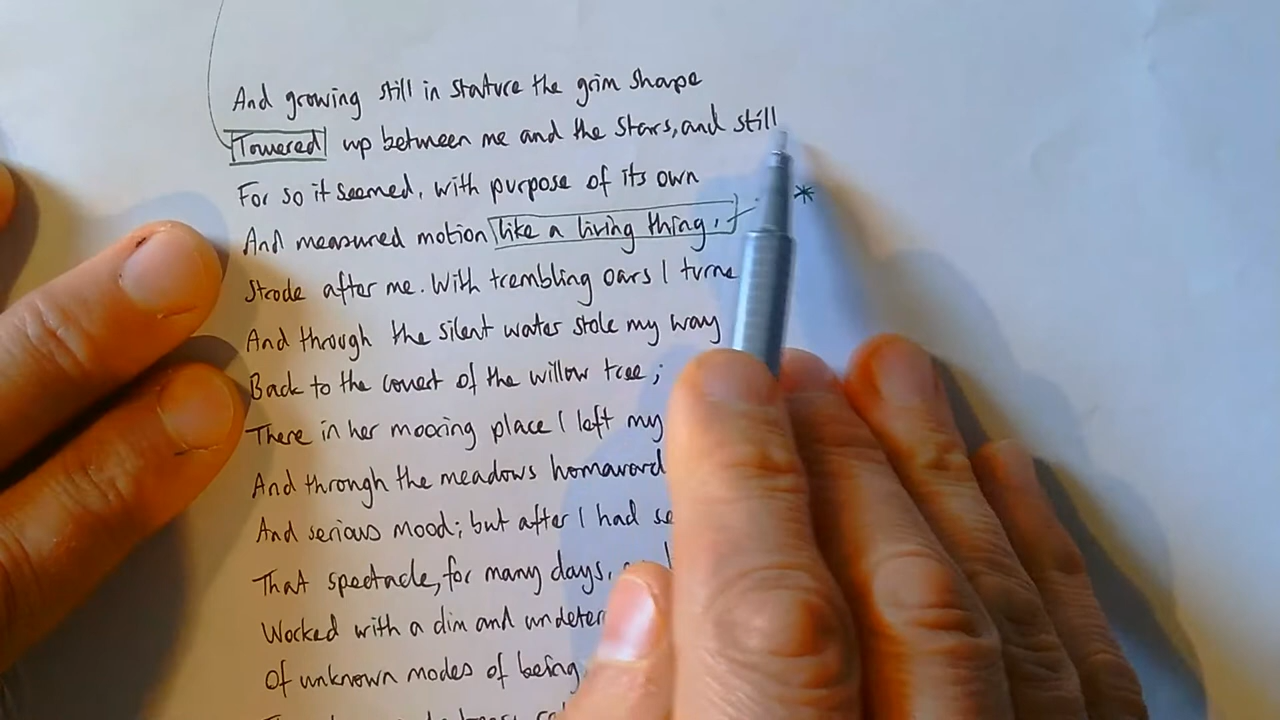 And growing still in stature the grim shape
Towered up between me and the stars, and still
For so it seemed, with purpose of its own
And measured motion like a living thing, *
Strode after me. With trembling oars I turne
And through the silent water stole my way
Back to the covert of the willow tree;
There in her mooring place I left my
And through the meadows homeward
And serious mood; but after I had se
That spectacle, for many days,
Worked with a dim and undeter
Of unknown modes of being